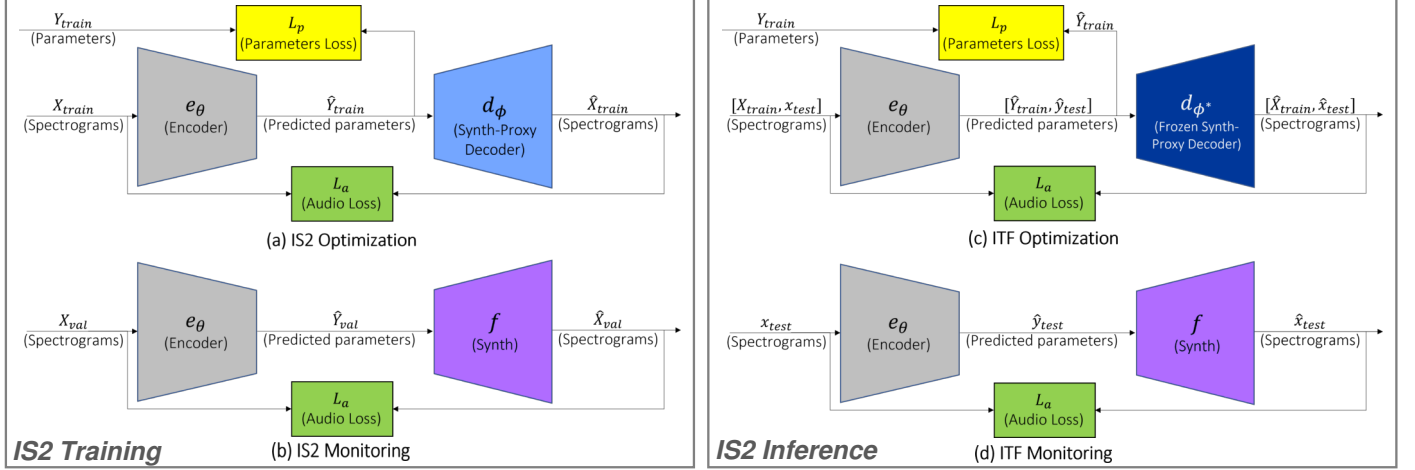 Y_train
(Parameters)
L_p
(Parameters Loss)
X_train
(Spectrograms)
e_θ
(Encoder)
Ŷ_train
(Predicted parameters)
d_ϕ
(Synth-Proxy
Decoder)
X̂_train
(Spectrograms)
L_a
(Audio Loss)
(a) IS2 Optimization
X_val
(Spectrograms)
e_θ
(Encoder)
Ŷ_val
(Predicted parameters)
f
(Synth)
X̂_val
(Spectrograms)
L_a
(Audio Loss)
(b) IS2 Monitoring
IS2 Training
Y_train
(Parameters)
L_p
(Parameters Loss)
Ŷ_train
[X_train, x_test]
(Spectrograms)
e_θ
(Encoder)
[Ŷ_train, ŷ_test]
(Predicted parameters)
d_ϕ*
(Frozen Synth-
Proxy Decoder)
[X̂_train, x̂_test]
(Spectrograms)
L_a
(Audio Loss)
(c) ITF Optimization
x_test
(Spectrograms)
e_θ
(Encoder)
ŷ_test
(Predicted parameters)
f
(Synth)
x̂_test
(Spectrograms)
L_a
(Audio Loss)
(d) ITF Monitoring
IS2 Inference